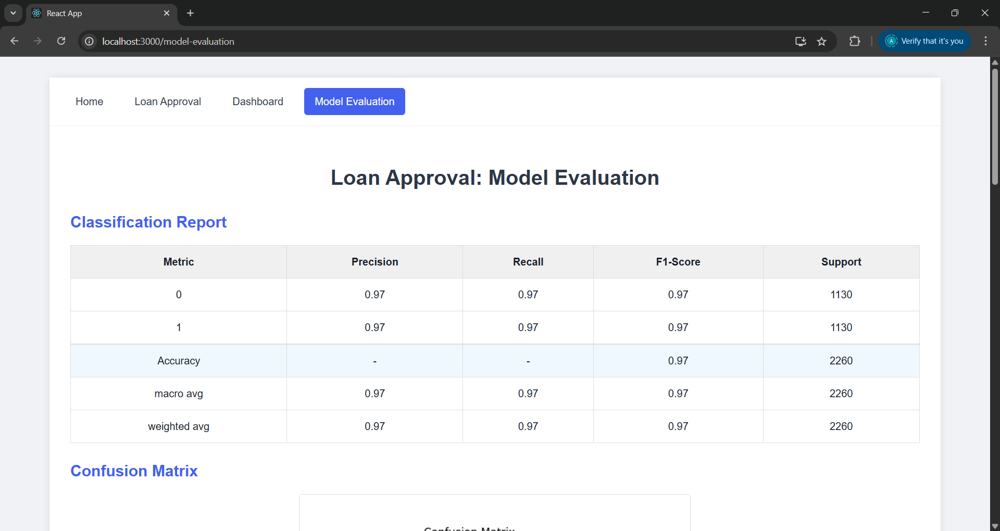 React App
localhost:3000/model-evaluation
A Verify that it's you
Home Loan Approval Dashboard Model Evaluation
Loan Approval: Model Evaluation
Classification Report
Metric Precision Recall F1-Score Support
0 0.97 0.97 0.97 1130
1 0.97 0.97 0.97 1130
Accuracy - - 0.97 2260
macro avg 0.97 0.97 0.97 2260
weighted avg 0.97 0.97 0.97 2260
Confusion Matrix
Confusion Matrix